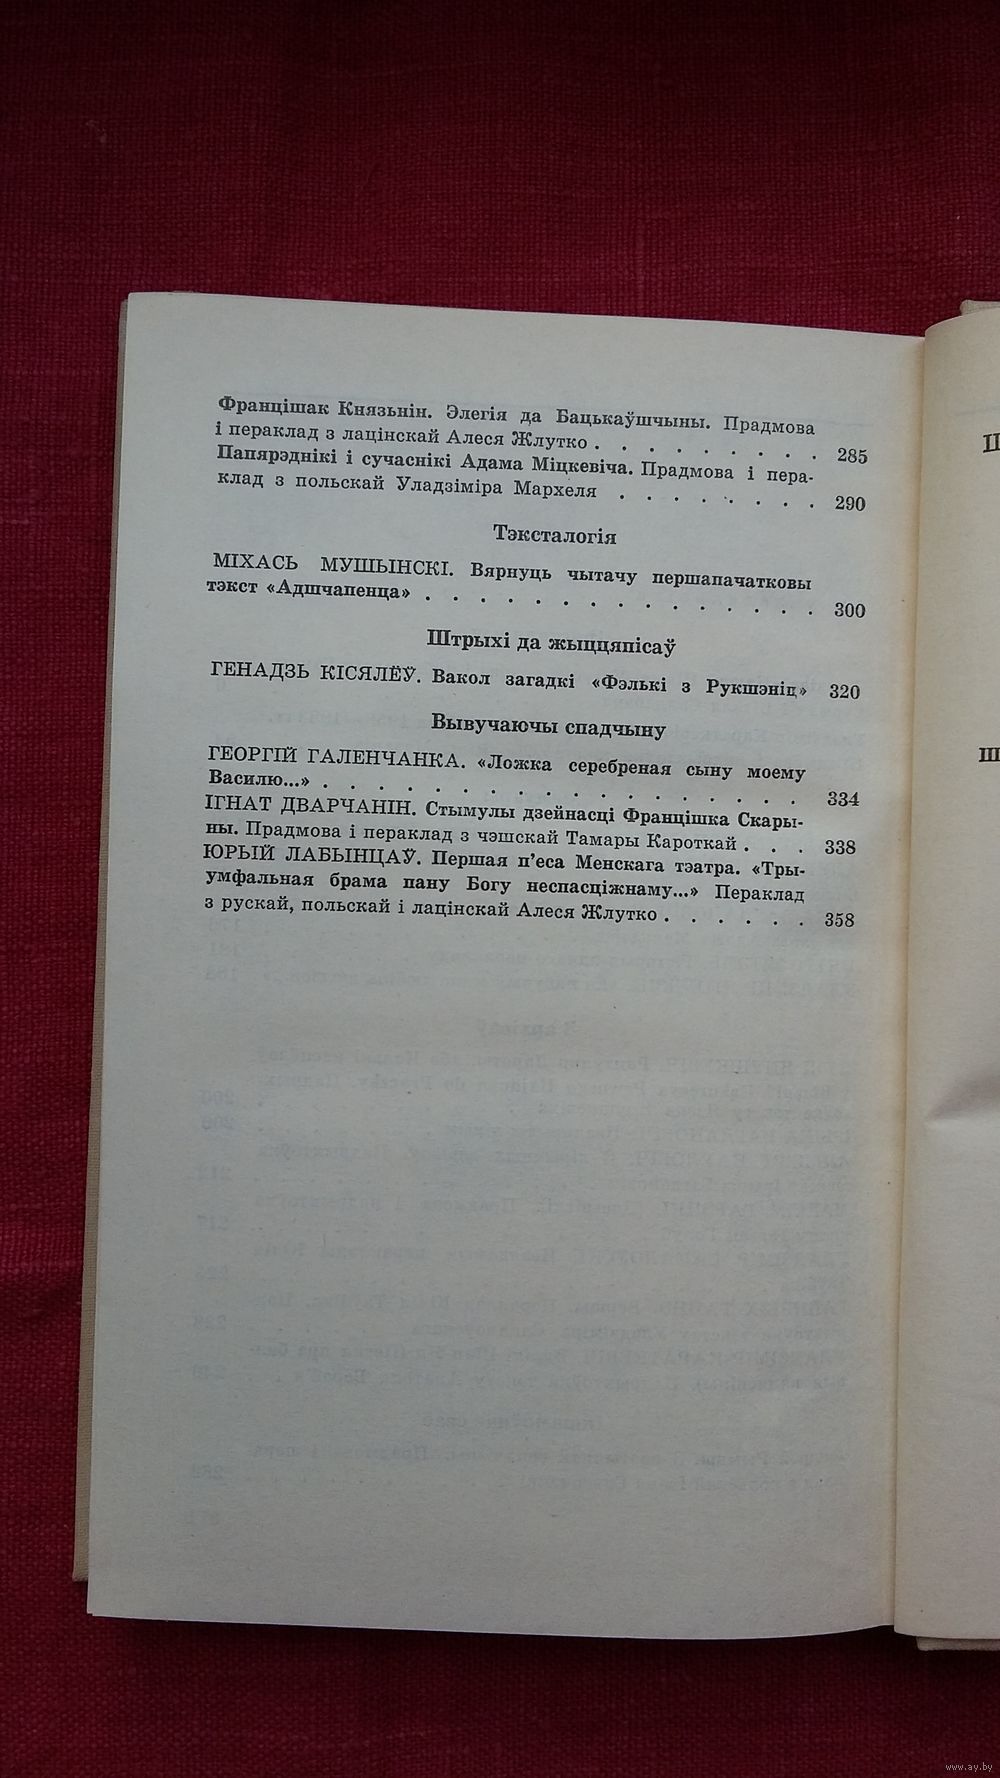 Францішак Князьнін. Элегія да Бацькаўшчыны. Прадмова
і пераклад з лацінскай Алеся Жлутко . . . . . . . . . 285
Папярэднікі і сучаснікі Адама Міцкевіча. Прадмова і пера-
клад з польскай Уладзіміра Мархеля . . . . . . . . 290
Тэксталогія
МІХАСЬ МУШЫНСКІ. Вярнуць чытачу першапачатковы
тэкст «Адшчапенца» . . . . . . . . . . . . . . . 300
Штрыхі да жыццяпісаў
ГЕНАДЗЬ КІСЯЛЁЎ. Вакол загадкі «Фэлькі з Рукшэніц» 320
Вывучаючы спадчыну
ГЕОРГІЙ ГАЛЕНЧАНКА. «Ложка серебреная сыну моему
Василю...» . . . . . . . . . . . . . . . . . . 334
ІГНАТ ДВАРЧАНІН. Стымулы дзейнасці Францішка Скары-
ны. Прадмова і пераклад з чэшскай Тамары Кароткай . . . 338
ЮРЫЙ ЛАБЫНЦАЎ. Першая п'еса Менскага тэатра. «Тры-
умфальная брама пану Богу неспасціжнаму...» Пераклад
з рускай, польскай і лацінскай Алеся Жлутко . . . . . . 358
www.ay.by